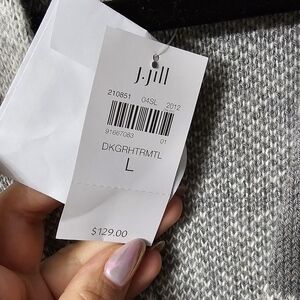 J.Jill
210851 04SL 2012
91667083 01
DKGRHTRMTL
L
$129.00